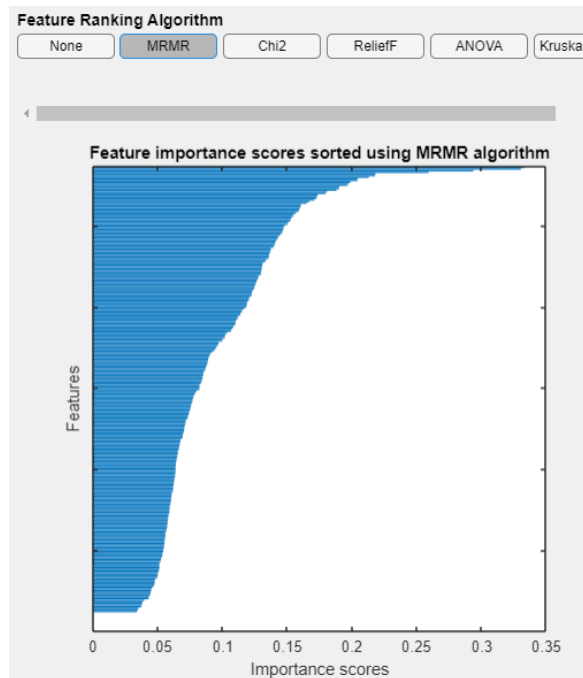 Feature Ranking Algorithm
None MRMR Chi2 ReliefF ANOVA Kruska
Feature importance scores sorted using MRMR algorithm
Features
0 0.05 0.1 0.15 0.2 0.25 0.3 0.35
Importance scores